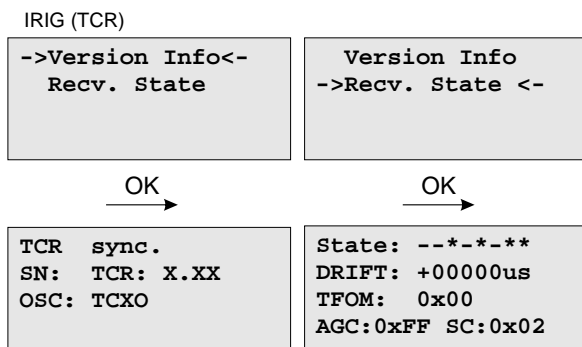 IRIG (TCR)
->Version Info<-
Recv. State
Version Info
->Recv. State <-
OK
OK
TCR sync.
SN: TCR: X.XX
OSC: TCXO
State: --*-*-**
DRIFT: +00000us
TFOM: 0x00
AGC:0xFF SC:0x02